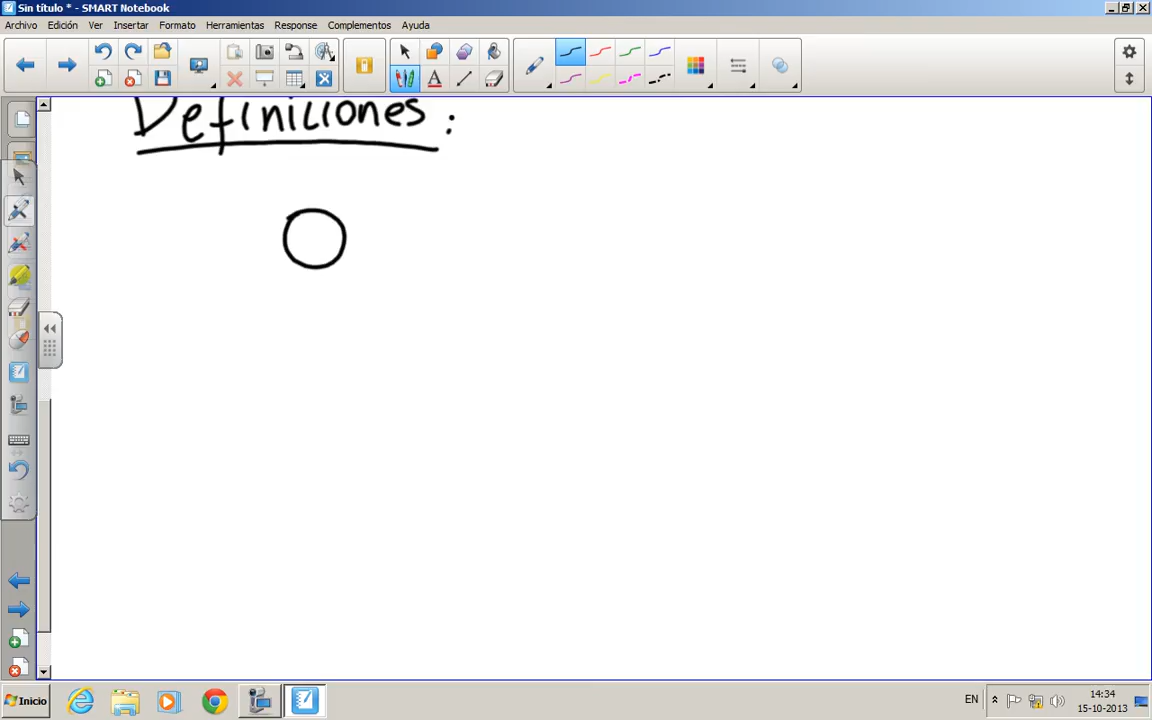 Sin título * - SMART Notebook
Archivo Edición Ver Insertar Formato Herramientas Response Complementos Ayuda
Definiciones:
Inicio
EN
14:34
15-10-2013